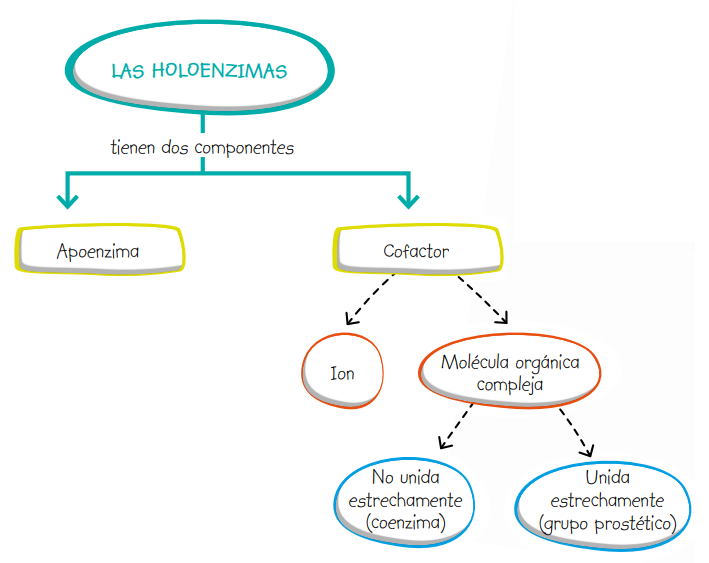 LAS HOLOENZIMAS
tienen dos componentes
Apoenzima
Cofactor
Ion
Molécula orgánica
compleja
No unida
estrechamente
(coenzima)
Unida
estrechamente
(grupo prostético)